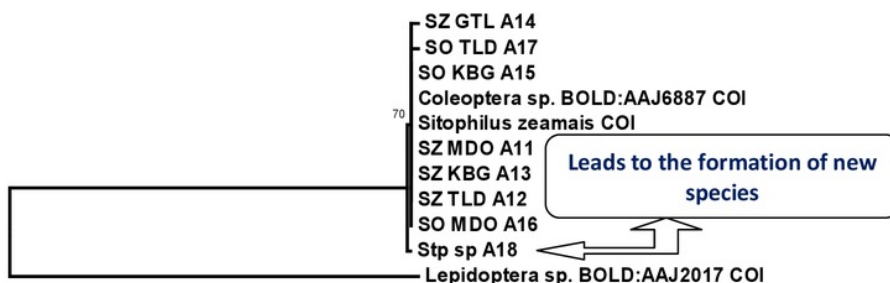 SZ GTL A14
SO TLD A17
SO KBG A15
Coleoptera sp. BOLD:AAJ6887 COI
70
Sitophilus zeamais COI
SZ MDO A11
SZ KBG A13
SZ TLD A12
SO MDO A16
Stp sp A18
Lepidoptera sp. BOLD:AAJ2017 COI
Leads to the formation of new
species